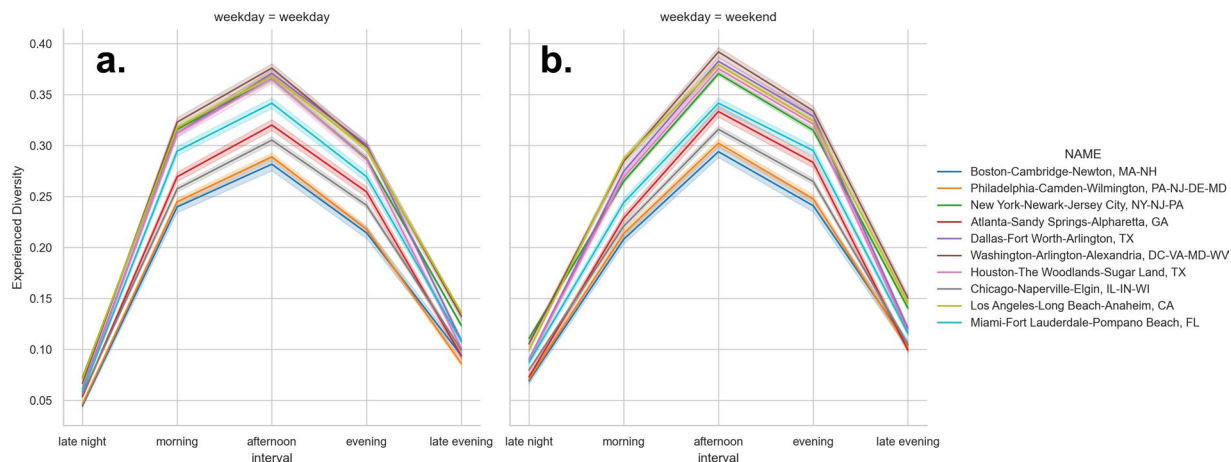 weekday = weekday
weekday = weekend
a.
b.
0.40
0.35
0.30
0.25
0.20
0.15
0.10
0.05
Experienced Diversity
late night
morning
afternoon
evening
late evening
interval
late night
morning
afternoon
evening
late evening
interval
NAME
Boston-Cambridge-Newton, MA-NH
Philadelphia-Camden-Wilmington, PA-NJ-DE-MD
New York-Newark-Jersey City, NY-NJ-PA
Atlanta-Sandy Springs-Alpharetta, GA
Dallas-Fort Worth-Arlington, TX
Washington-Arlington-Alexandria, DC-VA-MD-WV
Houston-The Woodlands-Sugar Land, TX
Chicago-Naperville-Elgin, IL-IN-WI
Los Angeles-Long Beach-Anaheim, CA
Miami-Fort Lauderdale-Pompano Beach, FL